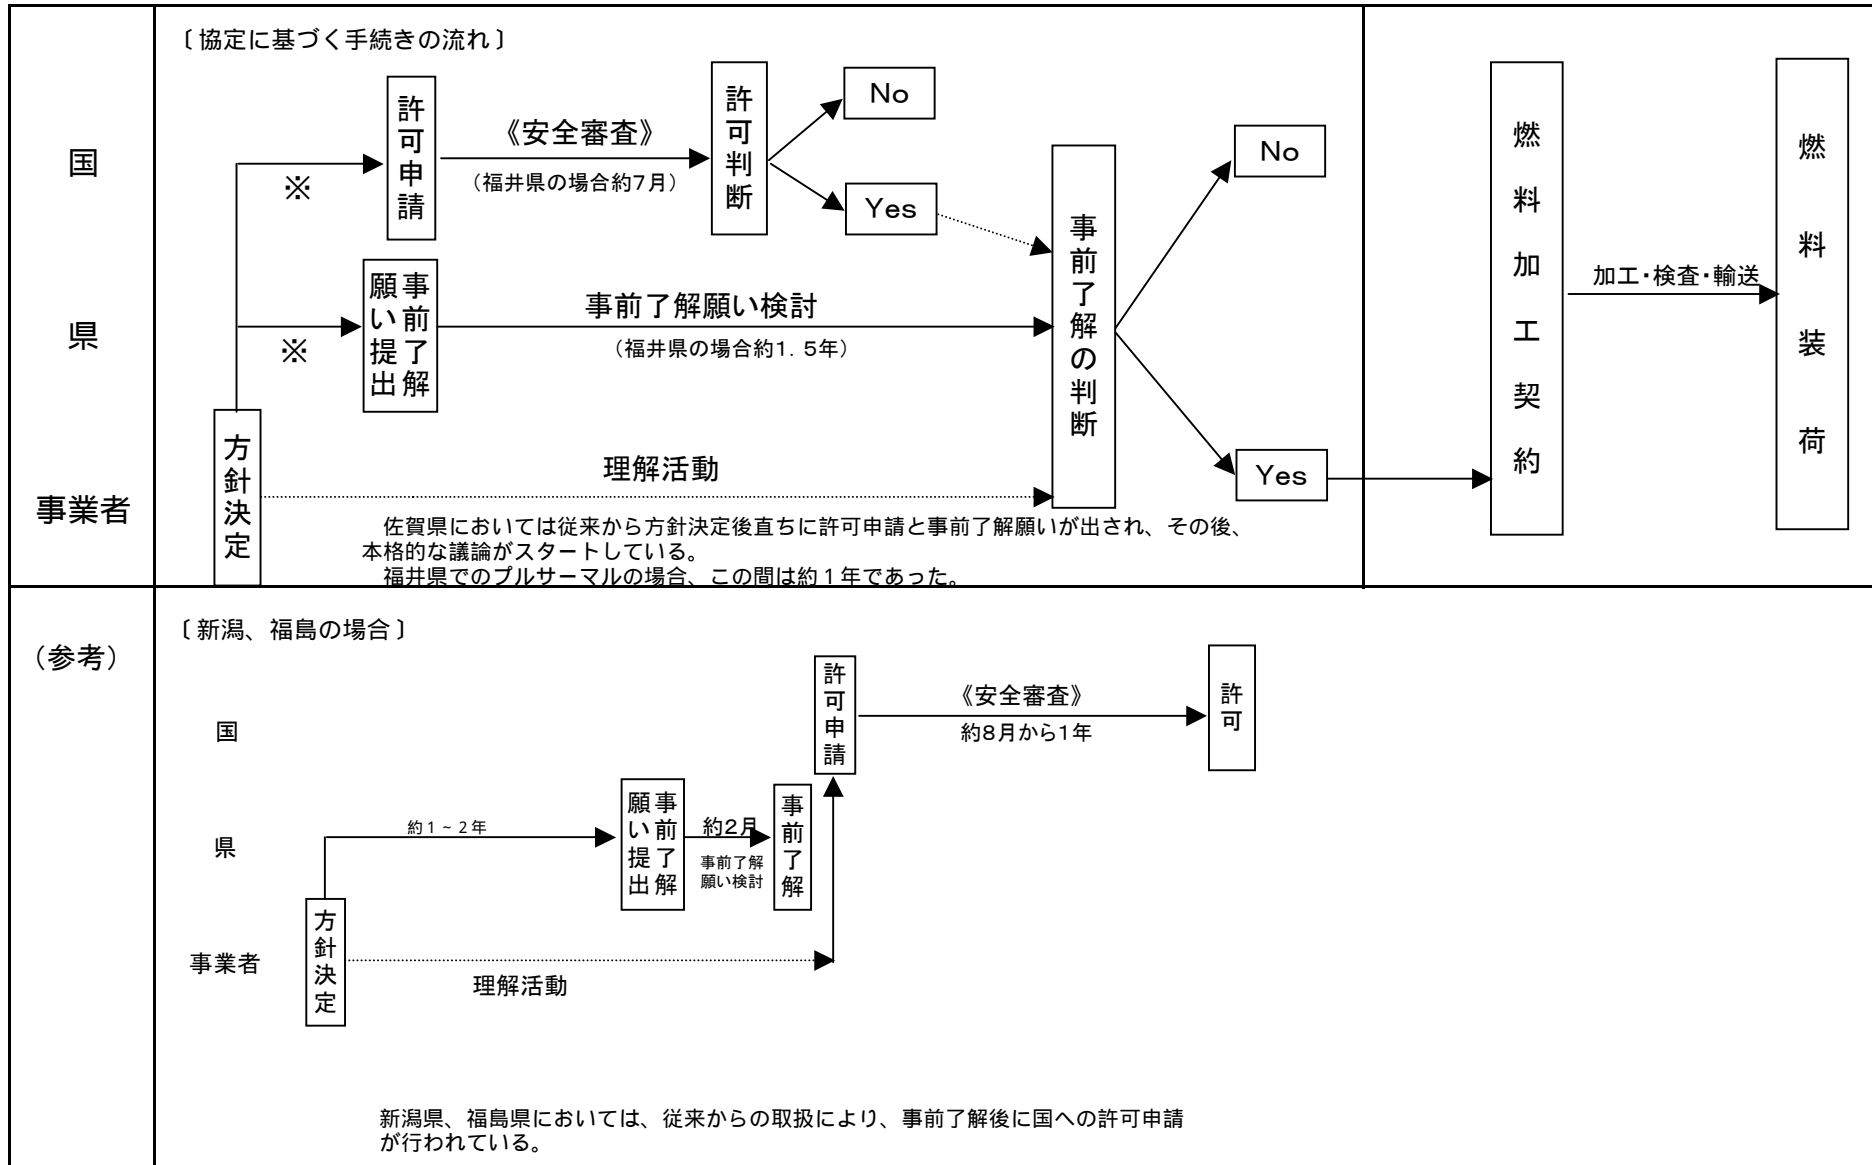 〔協定に基づく手続きの流れ〕
国
県
事業者
方針決定
※
※
許可申請
《安全審査》
（福井県の場合約7月）
許可判断
No
Yes
事前了解
願い提出
事前了解願い検討
（福井県の場合約1．5年）
理解活動
事前了解の判断
No
Yes
燃料加工契約
加工・検査・輸送
燃料装荷
佐賀県においては従来から方針決定後直ちに許可申請と事前了解願いが出され、その後、
本格的な議論がスタートしている。
福井県でのプルサーマルの場合、この間は約１年であった。
（参考）
〔新潟、福島の場合〕
国
県
事業者
方針決定
約１～２年
事前了解
願い提出
約2月
事前了解
願い検討
事前了解
理解活動
許可申請
《安全審査》
約8月から1年
許可
新潟県、福島県においては、従来からの取扱により、事前了解後に国への許可申請
が行われている。